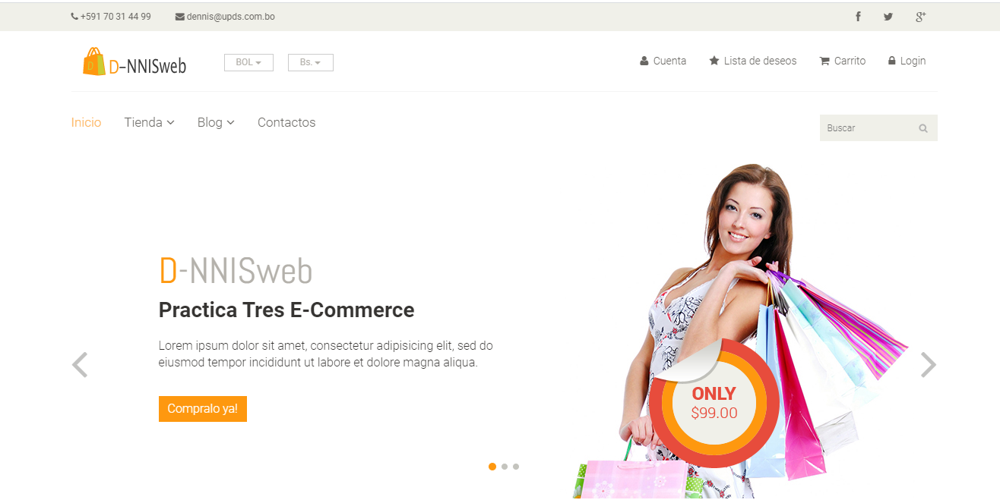 +591 70 31 44 99 dennis@upds.com.bo
D-NNISweb BOL Bs. Cuenta Lista de deseos Carrito Login
Inicio Tienda Blog Contactos Buscar
D-NNISweb
Practica Tres E-Commerce
Lorem ipsum dolor sit amet, consectetur adipisicing elit, sed do
eiusmod tempor incididunt ut labore et dolore magna aliqua.
Compralo ya!
ONLY
$99.00